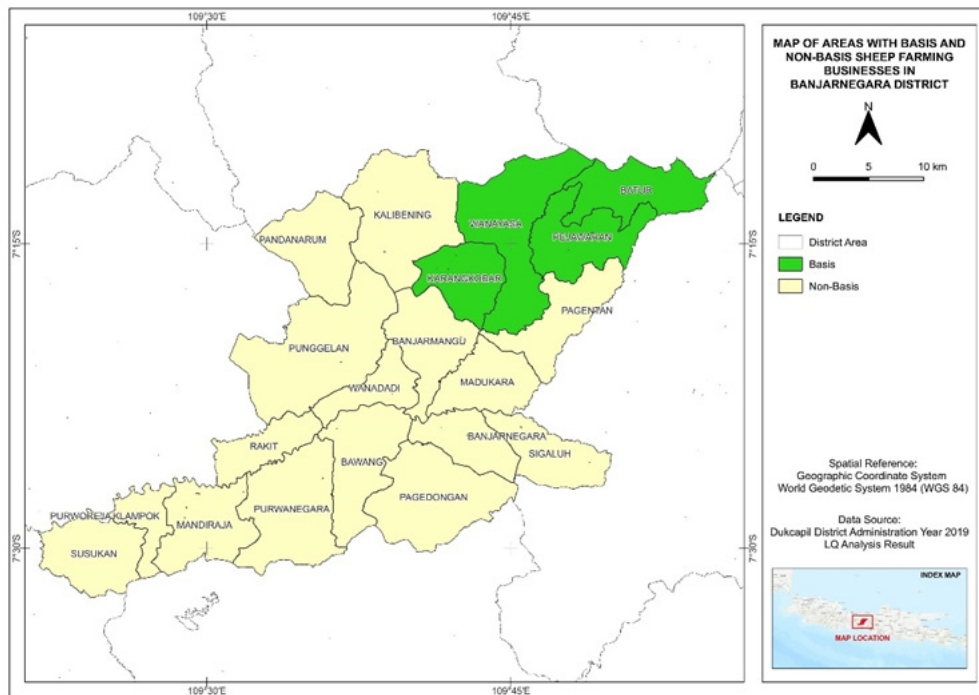 109°30'E
109°45'E
MAP OF AREAS WITH BASIS AND
NON-BASIS SHEEP FARMING
BUSINESSES IN
BANJARNEGARA DISTRICT
N
0 5 10 km
LEGEND
District Area
Basis
Non-Basis
BATUR
KALIBENING
WANAYASA
PEJAWARAN
PANDANARUM
7°15'S
7°15'S
KARANGKOBAR
PAGENTAN
BANJARMANGU
PUNGGELAN
MADUKARA
WANADADI
BANJARNEGARA
RAKIT
SIGALUH
BAWANG
PAGEDONGAN
PURWANEGARA
PURWOREJA KLAMPOK
MANDIRAJA
SUSUKAN
7°30'S
7°30'S
109°30'E
109°45'E
Spatial Reference:
Geographic Coordinate System
World Geodetic System 1984 (WGS 84)
Data Source:
Dukcapil District Administration Year 2019
LQ Analysis Result
INDEX MAP
MAP LOCATION